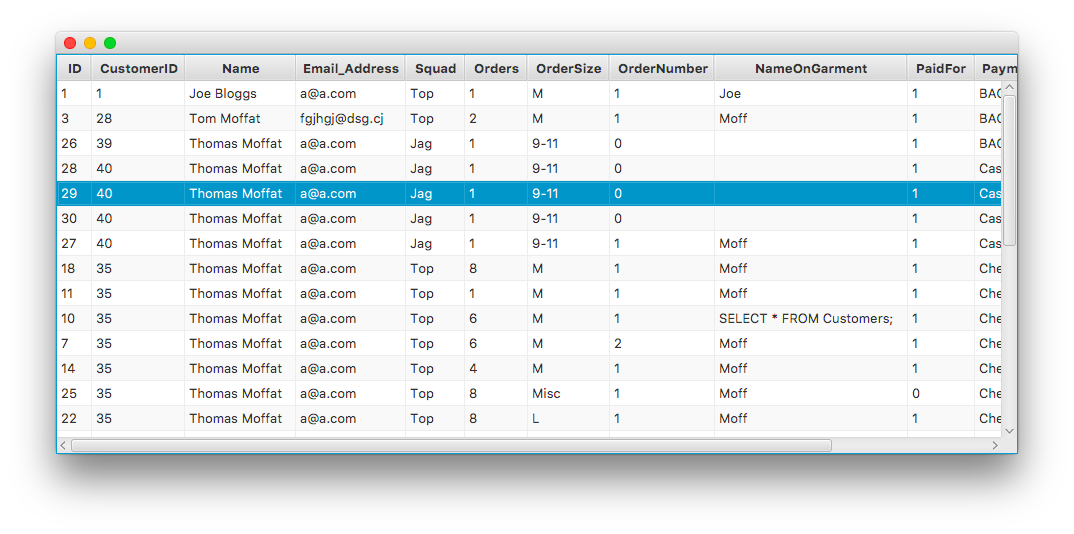 ID CustomerID Name Email_Address Squad Orders OrderSize OrderNumber NameOnGarment PaidFor Paym
1 1 Joe Bloggs a@a.com Top 1 M 1 Joe 1 BAC
3 28 Tom Moffat fgjhgj@dsg.cj Top 2 M 1 Moff 1 BAC
26 39 Thomas Moffat a@a.com Jag 1 9-11 0 1 BAC
28 40 Thomas Moffat a@a.com Jag 1 9-11 0 1 Cas
29 40 Thomas Moffat a@a.com Jag 1 9-11 0 1 Cas
30 40 Thomas Moffat a@a.com Jag 1 9-11 0 1 Cas
27 40 Thomas Moffat a@a.com Jag 1 9-11 1 Moff 1 Cas
18 35 Thomas Moffat a@a.com Top 8 M 1 Moff 1 Che
11 35 Thomas Moffat a@a.com Top 1 M 1 Moff 1 Che
10 35 Thomas Moffat a@a.com Top 6 M 1 SELECT * FROM Customers; 1 Che
7 35 Thomas Moffat a@a.com Top 6 M 2 Moff 1 Che
14 35 Thomas Moffat a@a.com Top 4 M 1 Moff 1 Che
25 35 Thomas Moffat a@a.com Top 8 Misc 1 Moff 0 Che
22 35 Thomas Moffat a@a.com Top 8 L 1 Moff 1 Che